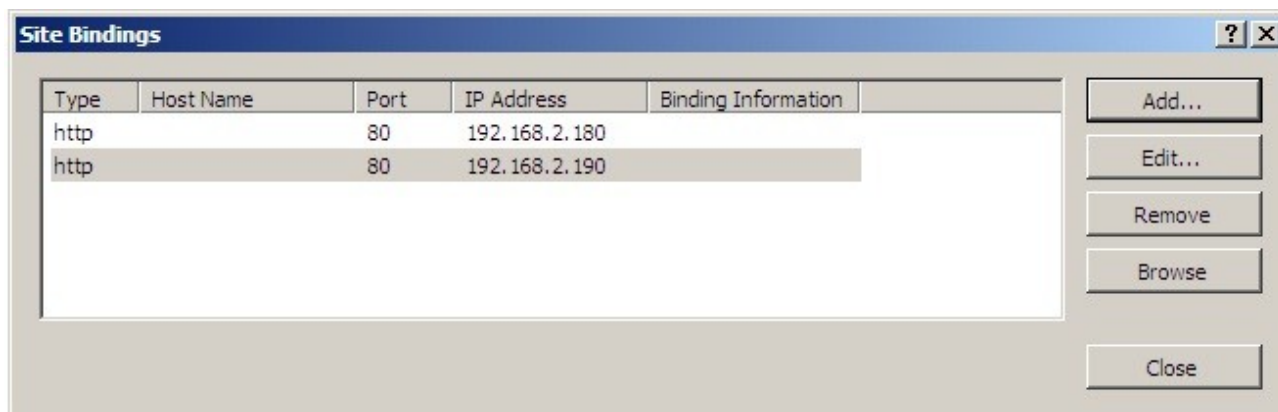 Site Bindings
Type Host Name Port IP Address Binding Information
http 80 192.168.2.180
http 80 192.168.2.190
Add...
Edit...
Remove
Browse
Close